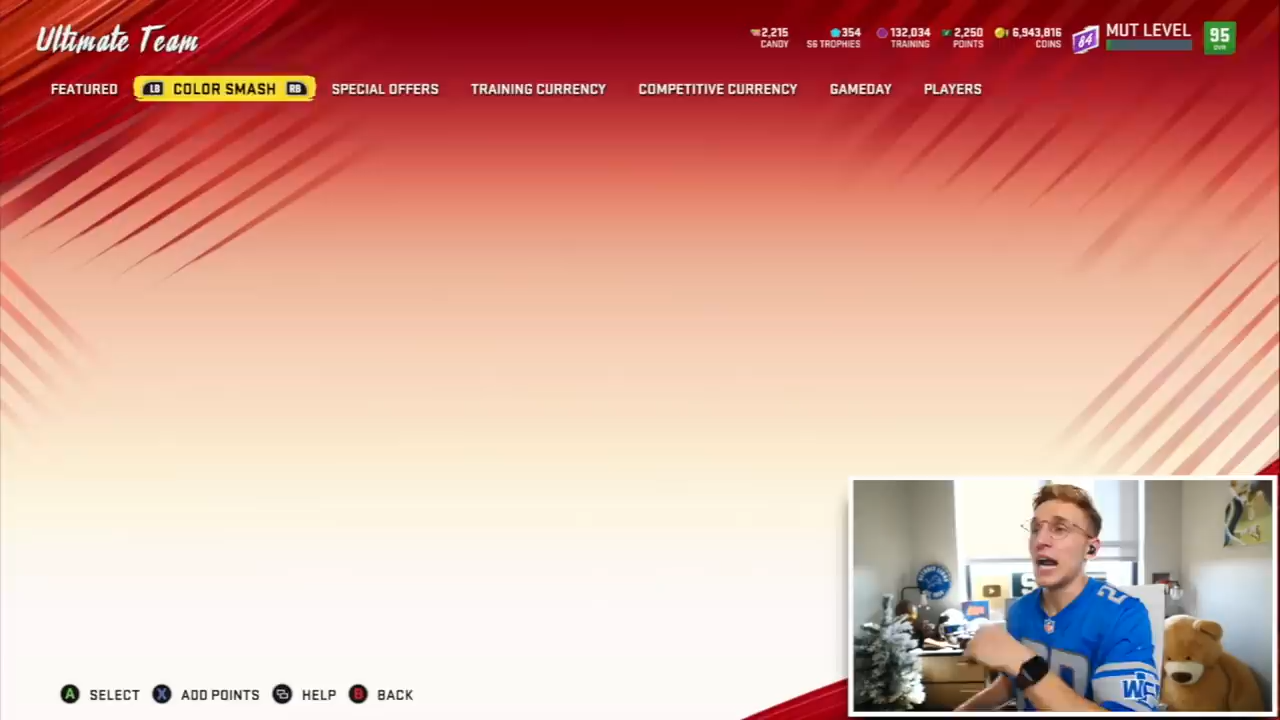 Ultimate Team
2,215 CANDY 354 S6 TROPHIES 132,034 TRAINING 2,250 POINTS 6,943,816 COINS 84 MUT LEVEL 95 OVR
FEATURED LB COLOR SMASH RB SPECIAL OFFERS TRAINING CURRENCY COMPETITIVE CURRENCY GAMEDAY PLAYERS
A SELECT X ADD POINTS HELP B BACK